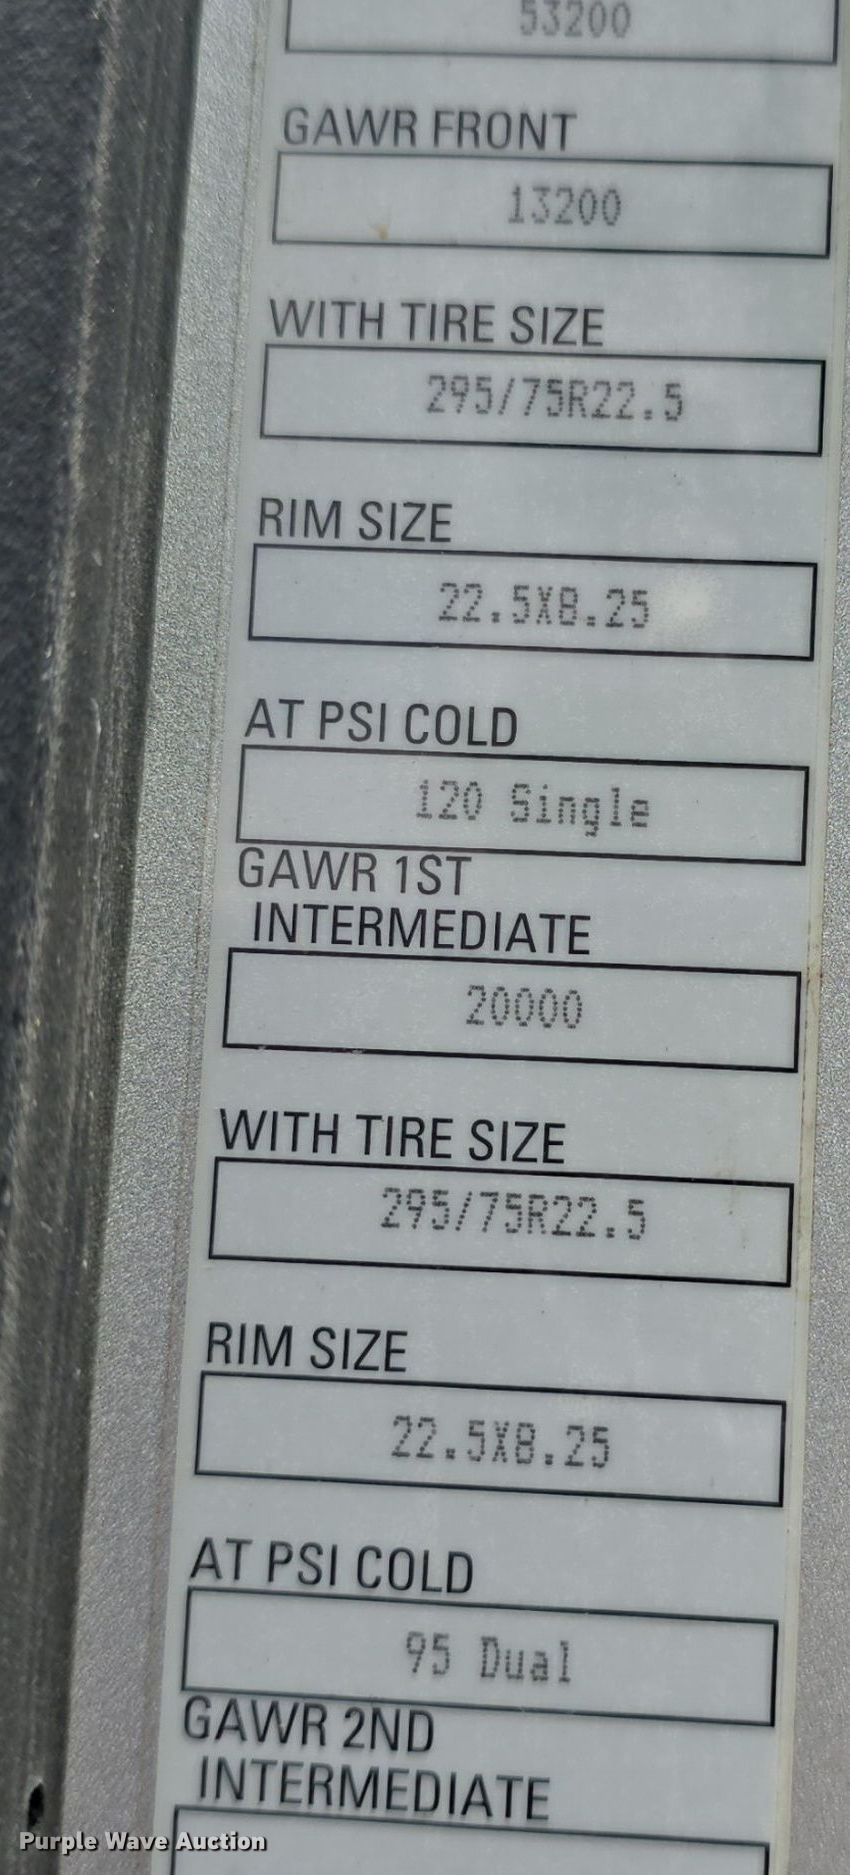 53200
GAWR FRONT
13200
WITH TIRE SIZE
295/75R22.5
RIM SIZE
22.5X8.25
AT PSI COLD
120 Single
GAWR 1ST
INTERMEDIATE
20000
WITH TIRE SIZE
295/75R22.5
RIM SIZE
22.5X8.25
AT PSI COLD
95 Dual
GAWR 2ND
INTERMEDIATE
Purple Wave Auction